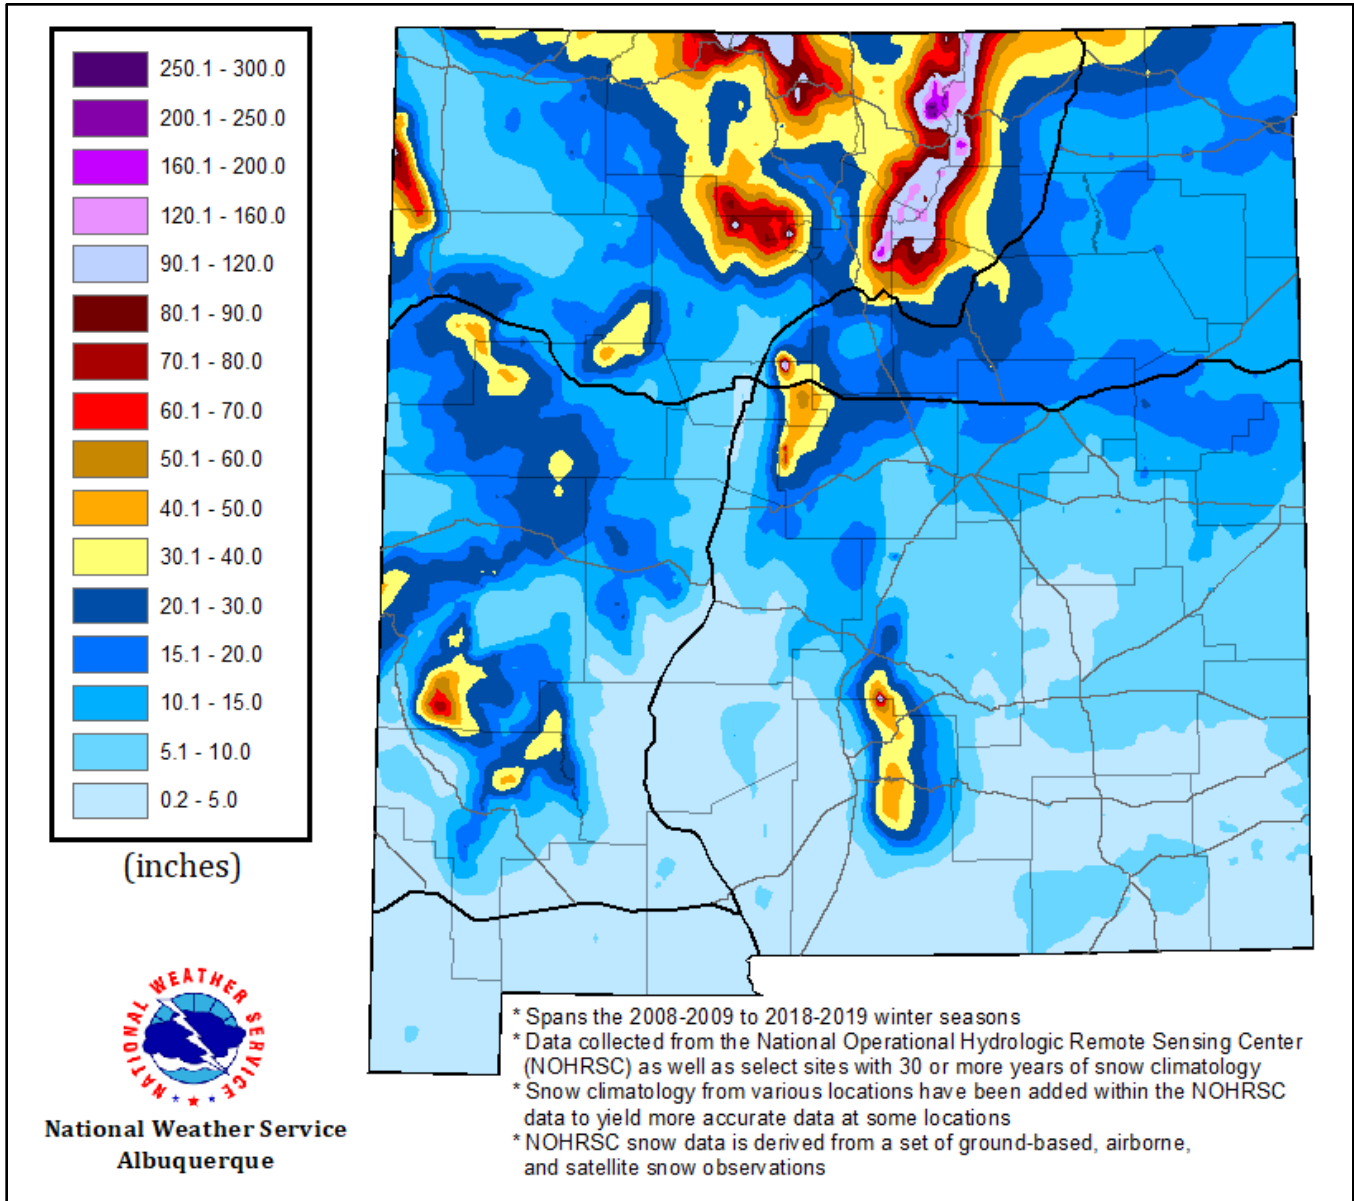 250.1 - 300.0
200.1 - 250.0
160.1 - 200.0
120.1 - 160.0
90.1 - 120.0
80.1 - 90.0
70.1 - 80.0
60.1 - 70.0
50.1 - 60.0
40.1 - 50.0
30.1 - 40.0
20.1 - 30.0
15.1 - 20.0
10.1 - 15.0
5.1 - 10.0
0.2 - 5.0
(inches)
NATIONAL WEATHER SERVICE
National Weather Service
Albuquerque
* Spans the 2008-2009 to 2018-2019 winter seasons
* Data collected from the National Operational Hydrologic Remote Sensing Center
(NOHRSC) as well as select sites with 30 or more years of snow climatology
* Snow climatology from various locations have been added within the NOHRSC
data to yield more accurate data at some locations
* NOHRSC snow data is derived from a set of ground-based, airborne,
and satellite snow observations